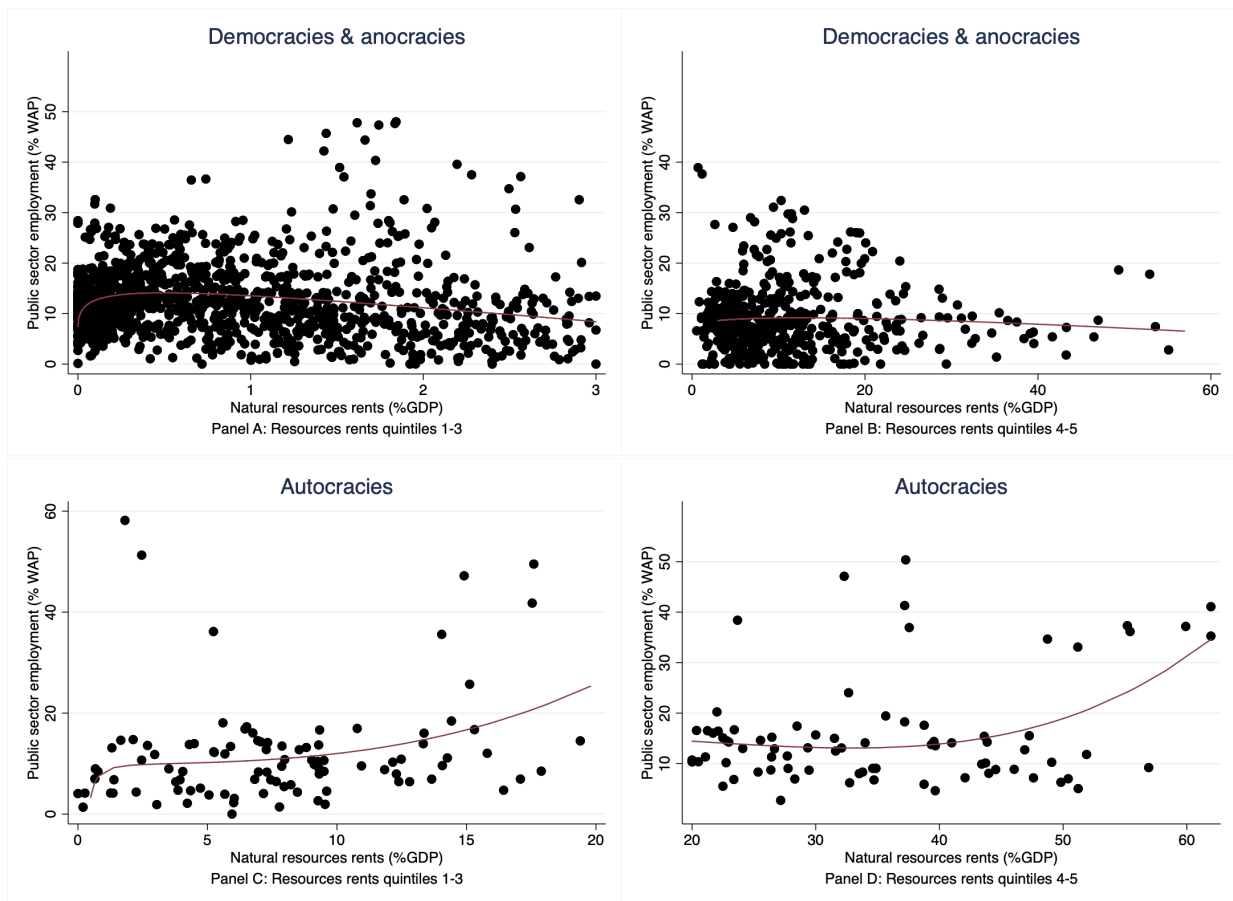 Democracies & anocracies
Public sector employment (% WAP)
50
40
30
20
10
0
0
1
2
3
Natural resources rents (%GDP)
Panel A: Resources rents quintiles 1-3
Democracies & anocracies
Public sector employment (% WAP)
40
30
20
10
0
0
20
40
60
Natural resources rents (%GDP)
Panel B: Resources rents quintiles 4-5
Autocracies
Public sector employment (% WAP)
60
40
20
0
0
5
10
15
20
Natural resources rents (%GDP)
Panel C: Resources rents quintiles 1-3
Autocracies
Public sector employment (% WAP)
50
40
30
20
10
20
30
40
50
60
Natural resources rents (%GDP)
Panel D: Resources rents quintiles 4-5